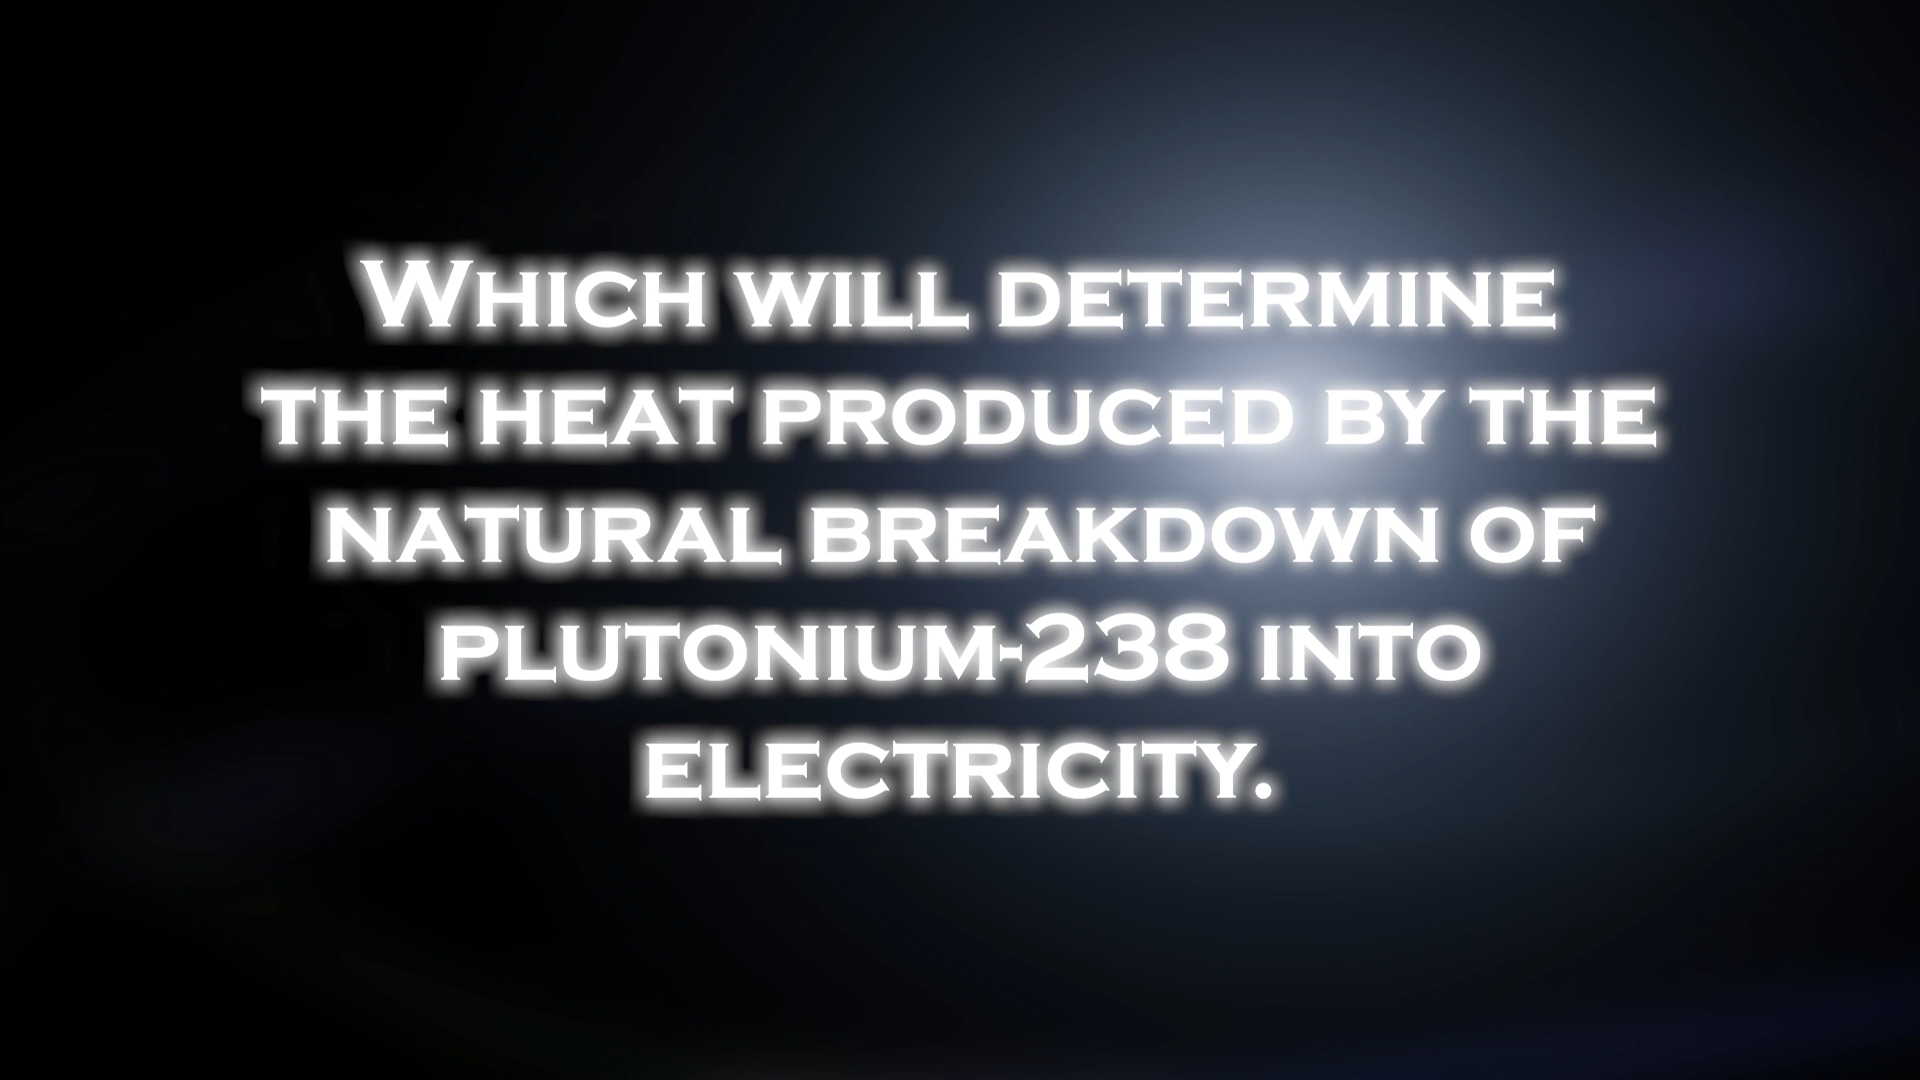 Which will determine
the heat produced by the
natural breakdown of
plutonium-238 into
electricity.